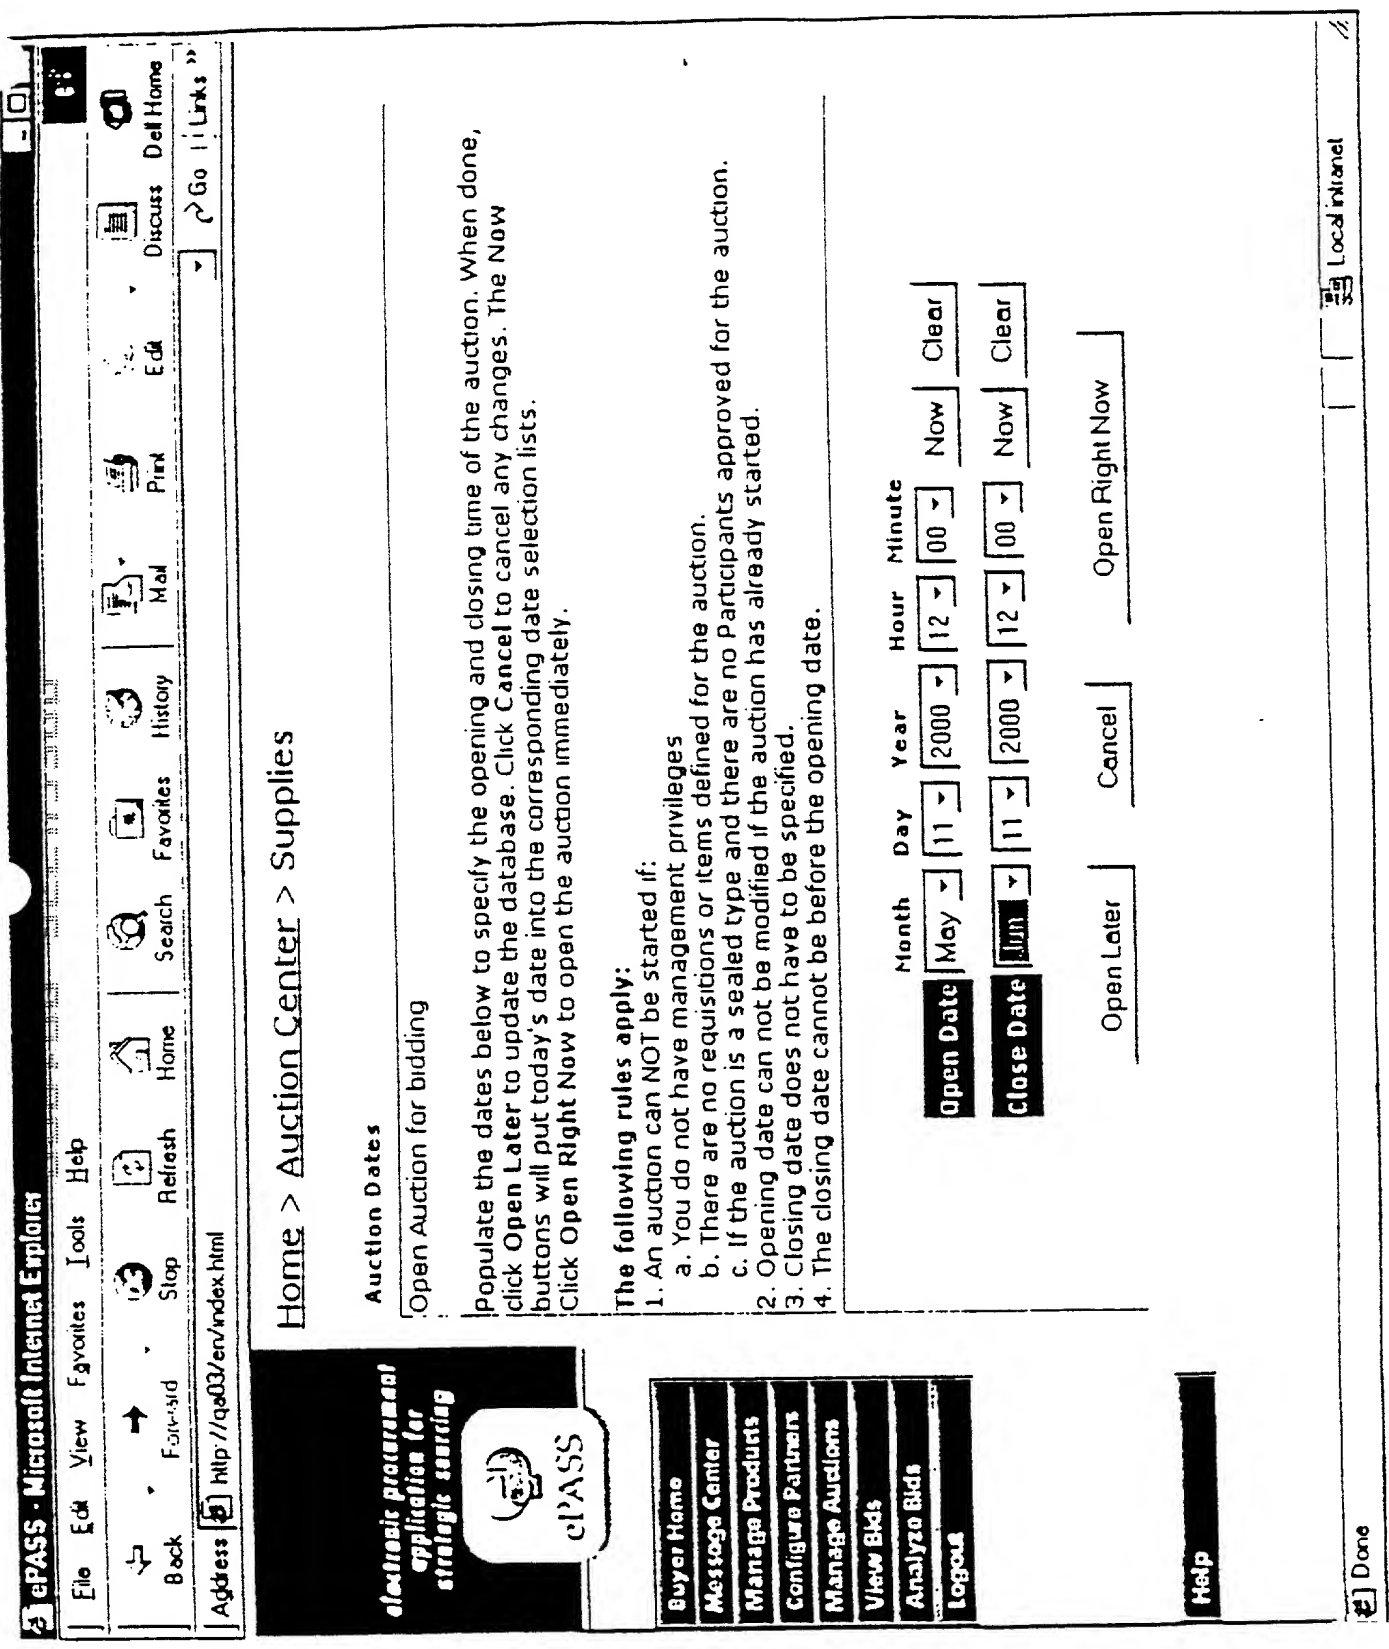 ePASS - Microsoft Internet Explorer
File Edit View Favorites Tools Help
Back Forward Stop Refresh Home Search Favorites History Mail Print Edit Discuss Dell Home
Address http://qa03/en/index.html Go Links »
electronic procurement
application for
strategic sourcing
ePASS
Buyer Home
Message Center
Manage Products
Configure Partners
Manage Auctions
View Bids
Analyze Bids
Logout
Help
Home > Auction Center > Supplies
Auction Dates
Open Auction for bidding
Populate the dates below to specify the opening and closing time of the auction. When done,
click Open Later to update the database. Click Cancel to cancel any changes. The Now
buttons will put today's date into the corresponding date selection lists.
Click Open Right Now to open the auction immediately.
The following rules apply:
1. An auction can NOT be started if:
a. You do not have management privileges
b. There are no requisitions or items defined for the auction.
c. If the auction is a sealed type and there are no Participants approved for the auction.
2. Opening date can not be modified if the auction has already started.
3. Closing date does not have to be specified.
4. The closing date cannot be before the opening date.
Month Day Year Hour Minute
Open Date May 11 2000 12 00 Now Clear
Close Date Jun 11 2000 12 00 Now Clear
Open Later Cancel Open Right Now
Done Local intranet